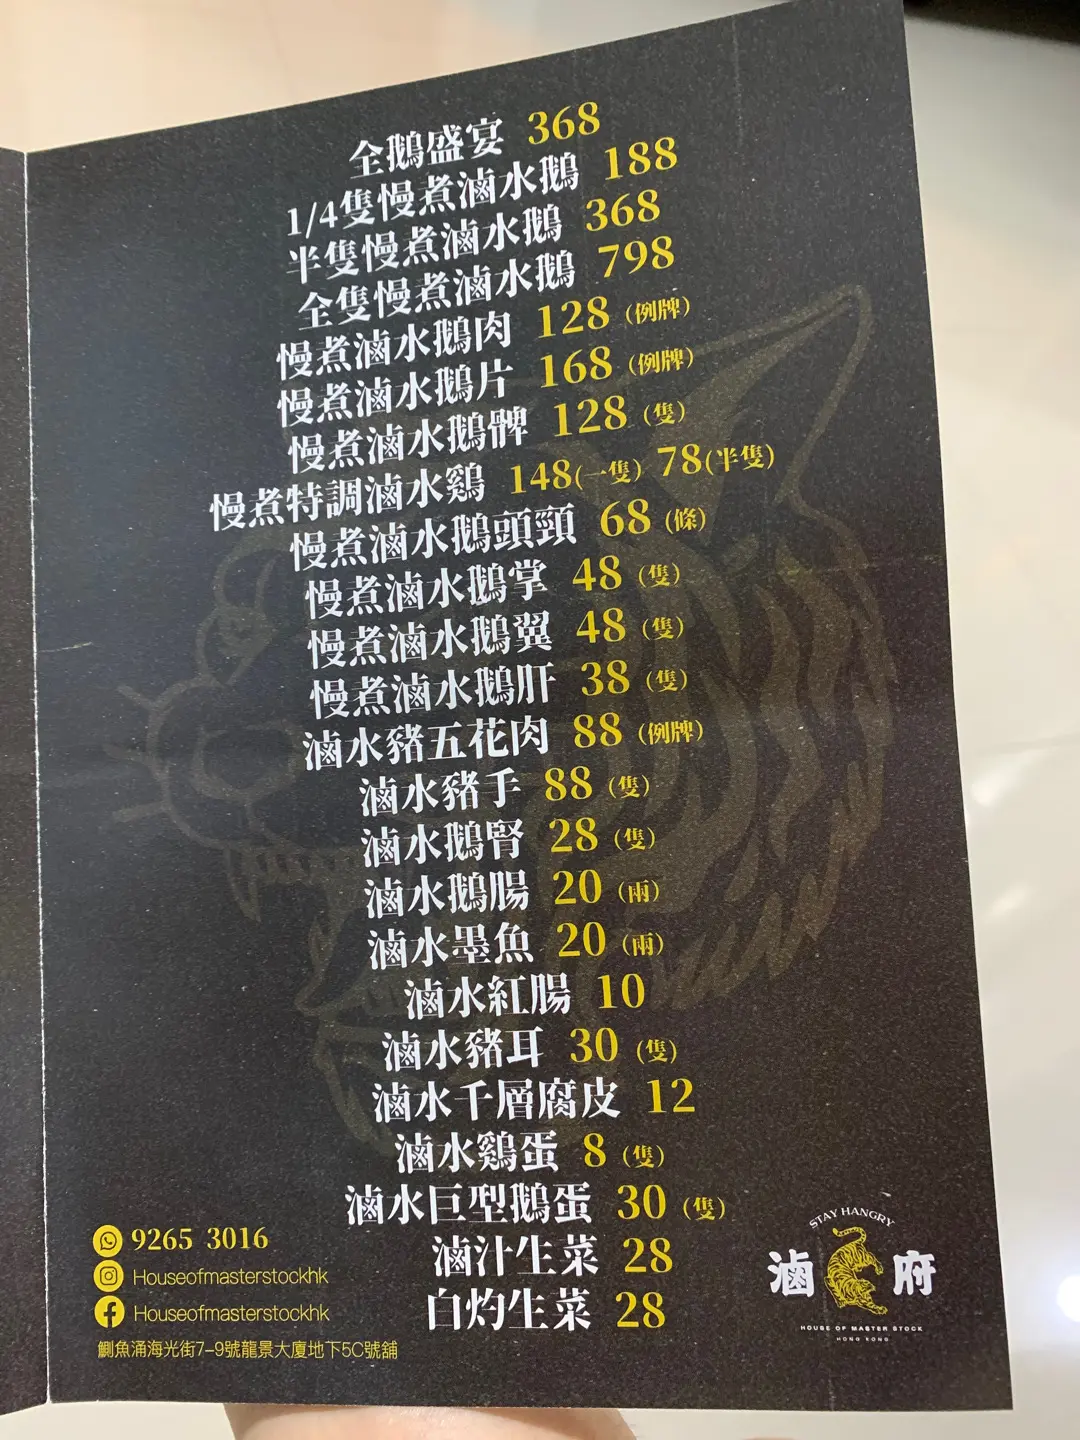 全鵝盛宴 368
1/4隻慢煮滷水鵝 188
半隻慢煮滷水鵝 368
全隻慢煮滷水鵝 798
慢煮滷水鵝肉 128 (例牌)
慢煮滷水鵝片 168 (例牌)
慢煮滷水鵝髀 128 (隻)
慢煮特調滷水鷄 148(一隻) 78(半隻)
慢煮滷水鵝頭頸 68 (條)
慢煮滷水鵝掌 48 (隻)
慢煮滷水鵝翼 48 (隻)
慢煮滷水鵝肝 38 (隻)
滷水豬五花肉 88 (例牌)
滷水豬手 88 (隻)
滷水鵝腎 28 (隻)
滷水鵝腸 20 (兩)
滷水墨魚 20 (兩)
滷水紅腸 10
滷水豬耳 30 (隻)
滷水千層腐皮 12
滷水鷄蛋 8 (隻)
滷水巨型鵝蛋 30 (隻)
滷汁生菜 28
白灼生菜 28
9265 3016
Houseofmasterstockhk
Houseofmasterstockhk
鰂魚涌海光街7-9號龍景大廈地下5C號舖
STAY HANGRY
滷府
HOUSE OF MASTER STOCK
HONG KONG